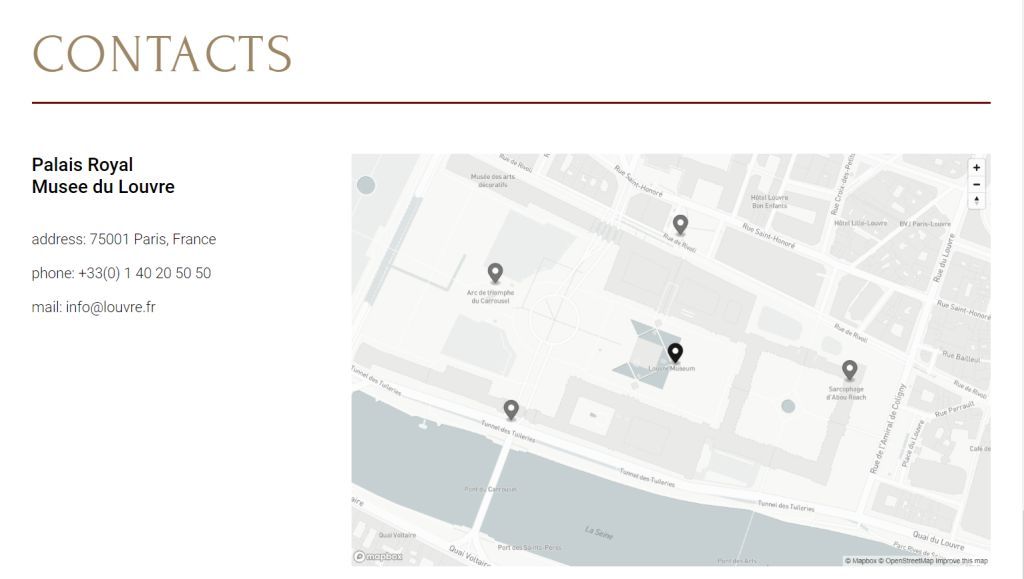 CONTACTS
Palais Royal
Musee du Louvre
address: 75001 Paris, France
phone: +33(0) 1 40 20 50 50
mail: info@louvre.fr
Rue de Rivoli
Musée des arts
décoratifs
Rue Saint-Honoré
Rue Croix-des-Petits
Hôtel Louvre
Bon Enfants
Hôtel Lille-Louvre
BVJ Paris-Louvre
Rue de Rivoli
Rue Saint-Honoré
Rue du Louvre
Arc de triomphe
du Carrousel
Rue Saint-Honoré
Rue de Rivoli
Rue Bailleul
Louvre Museum
Sarcophage
d'Abou Roach
Rue de Rivoli
Tunnel des Tuileries
Rue Perrault
Rue de l'Amiral de Coligny
Place du Louvre
Café de
Tunnel des Tuileries
Tunnel des Tuileries
Pont du Carrousel
Tunnel des Tuileries
aire
Quai Voltaire
La Seine
Quai du Louvre
Quai Voltaire
Port des Saints-Pères
Pont des Arts
Parc Rives de
mapbox
© Mapbox © OpenStreetMap Improve this map